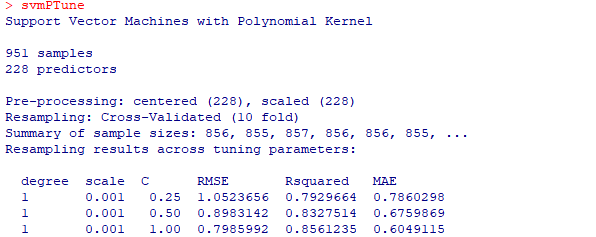 > svmPTune
Support Vector Machines with Polynomial Kernel
951 samples
228 predictors
Pre-processing: centered (228), scaled (228)
Resampling: Cross-Validated (10 fold)
Summary of sample sizes: 856, 855, 857, 856, 856, 855, ...
Resampling results across tuning parameters:
degree scale C RMSE Rsquared MAE
1 0.001 0.25 1.0523656 0.7929664 0.7860298
1 0.001 0.50 0.8983142 0.8327514 0.6759869
1 0.001 1.00 0.7985992 0.8561235 0.6049115